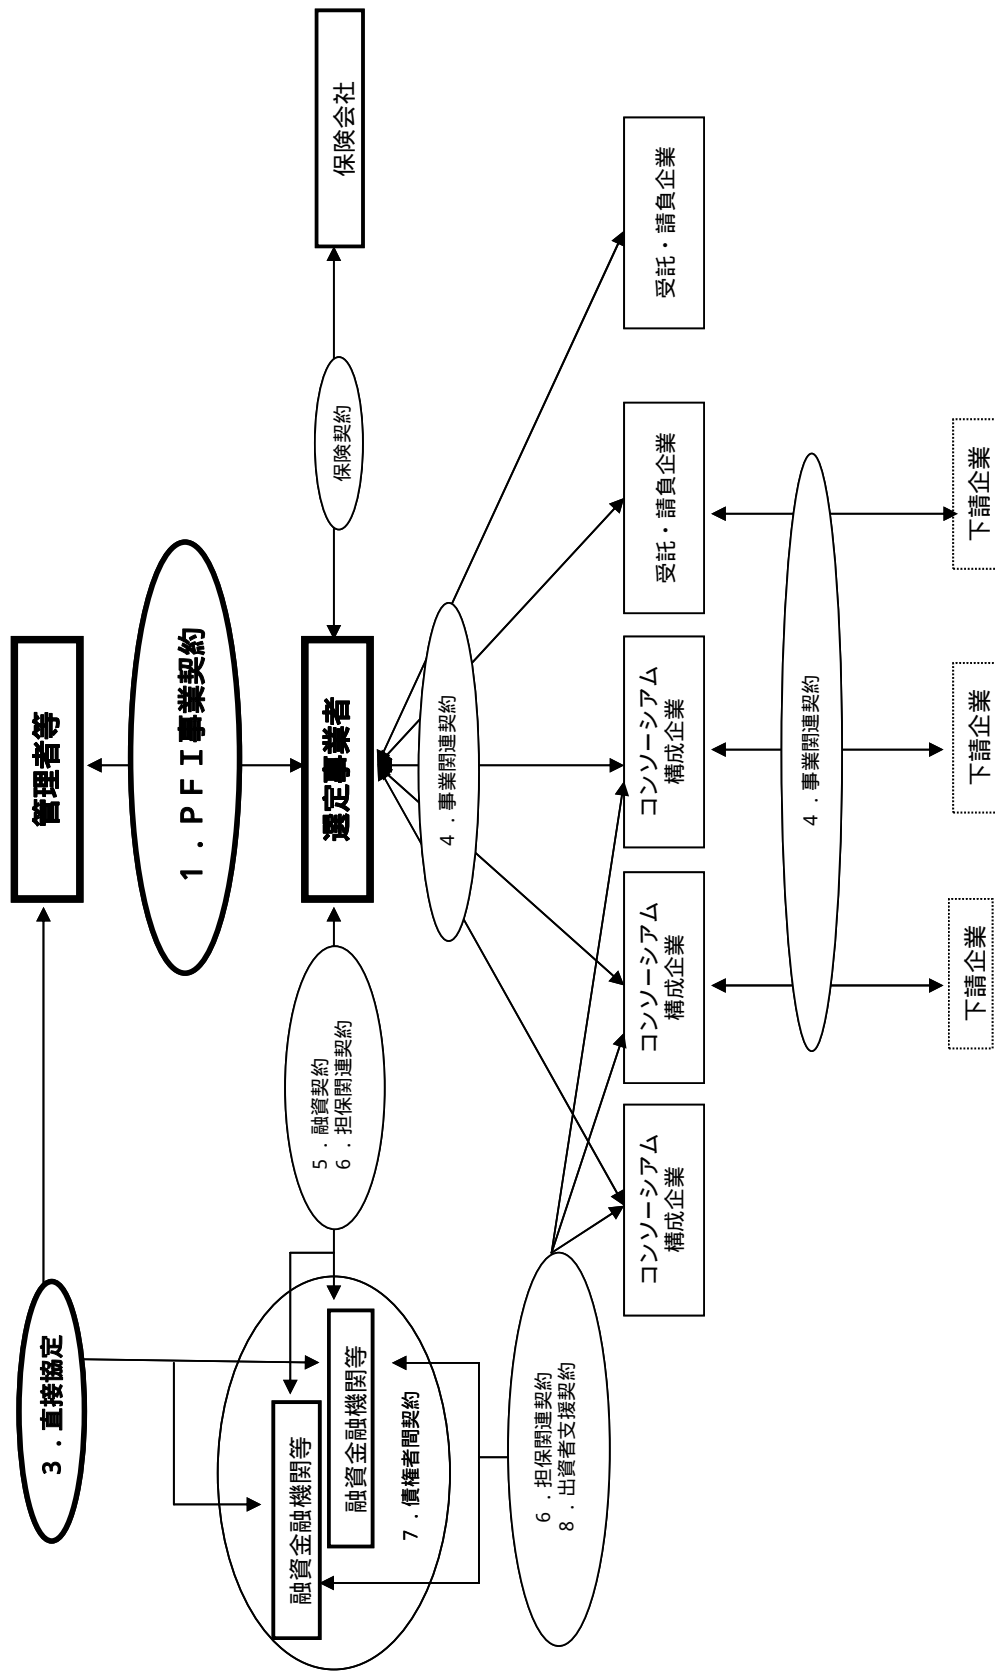 管理者等
３．直接協定
１．ＰＦＩ事業契約
融資金融機関等
融資金融機関等
７．債権者間契約
５．融資契約
６．担保関連契約
選定事業者
保険契約
保険会社
６．担保関連契約
８．出資者支援契約
４．事業関連契約
コンソーシアム
構成企業
コンソーシアム
構成企業
コンソーシアム
構成企業
受託・請負企業
受託・請負企業
４．事業関連契約
下請企業
下請企業
下請企業